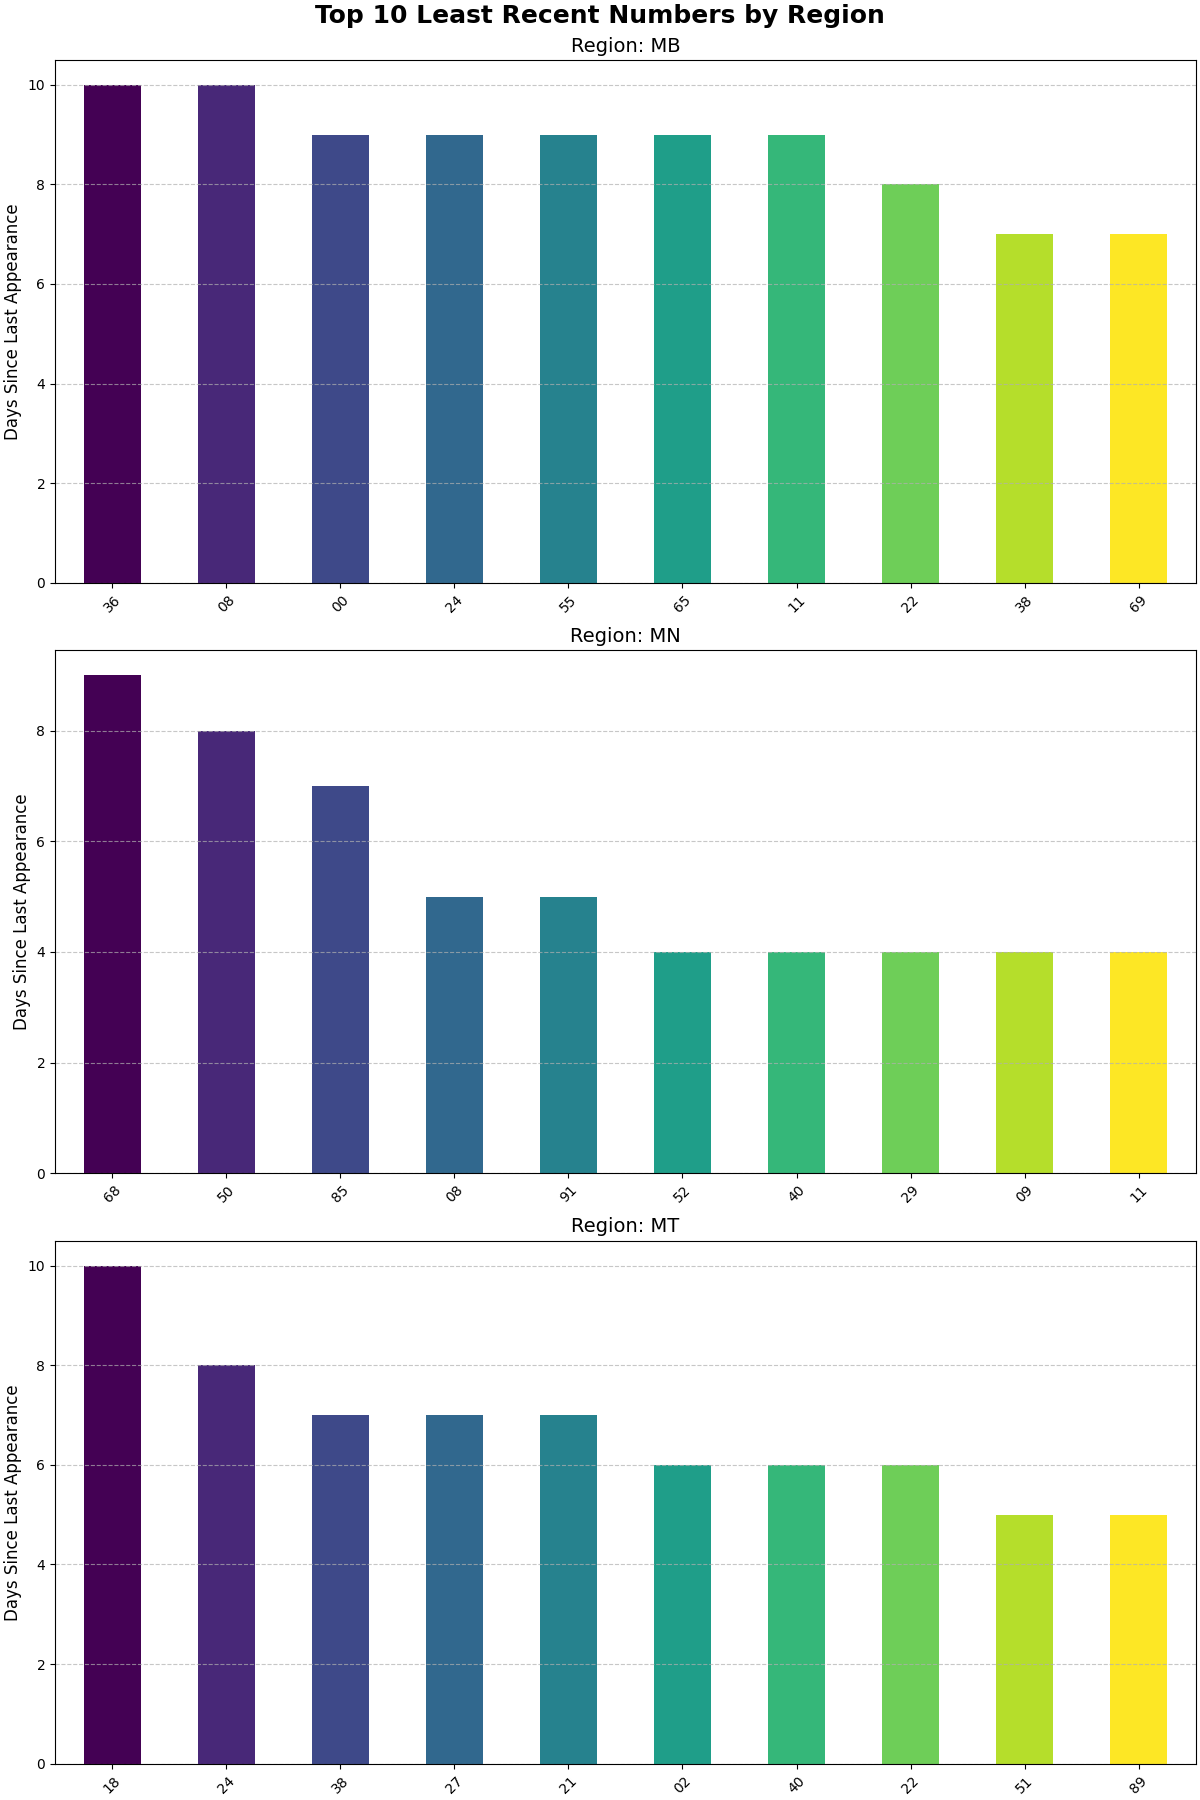 Top 10 Least Recent Numbers by Region
Region: MB
Days Since Last Appearance
10
8
6
4
2
0
36 08 00 24 55 65 11 22 38 69
Region: MN
Days Since Last Appearance
8
6
4
2
0
68 50 85 08 91 52 40 29 09 11
Region: MT
Days Since Last Appearance
10
8
6
4
2
0
18 24 38 27 21 02 40 22 51 89